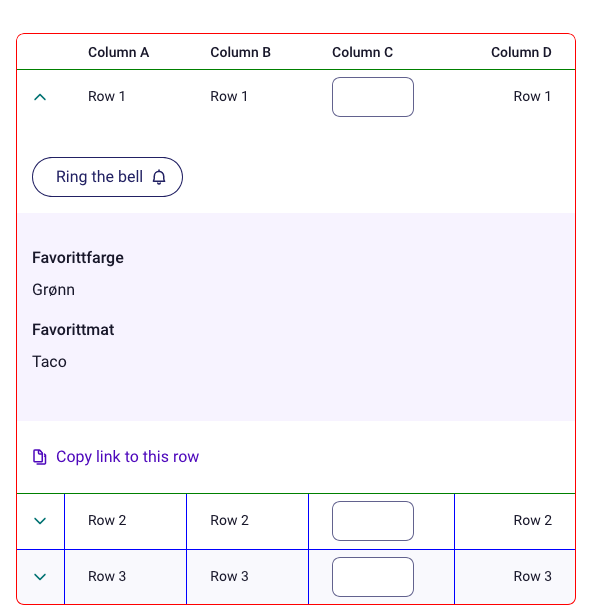 Column A Column B Column C Column D
Row 1 Row 1 Row 1
Ring the bell
Favorittfarge
Grønn
Favorittmat
Taco
Copy link to this row
Row 2 Row 2 Row 2
Row 3 Row 3 Row 3